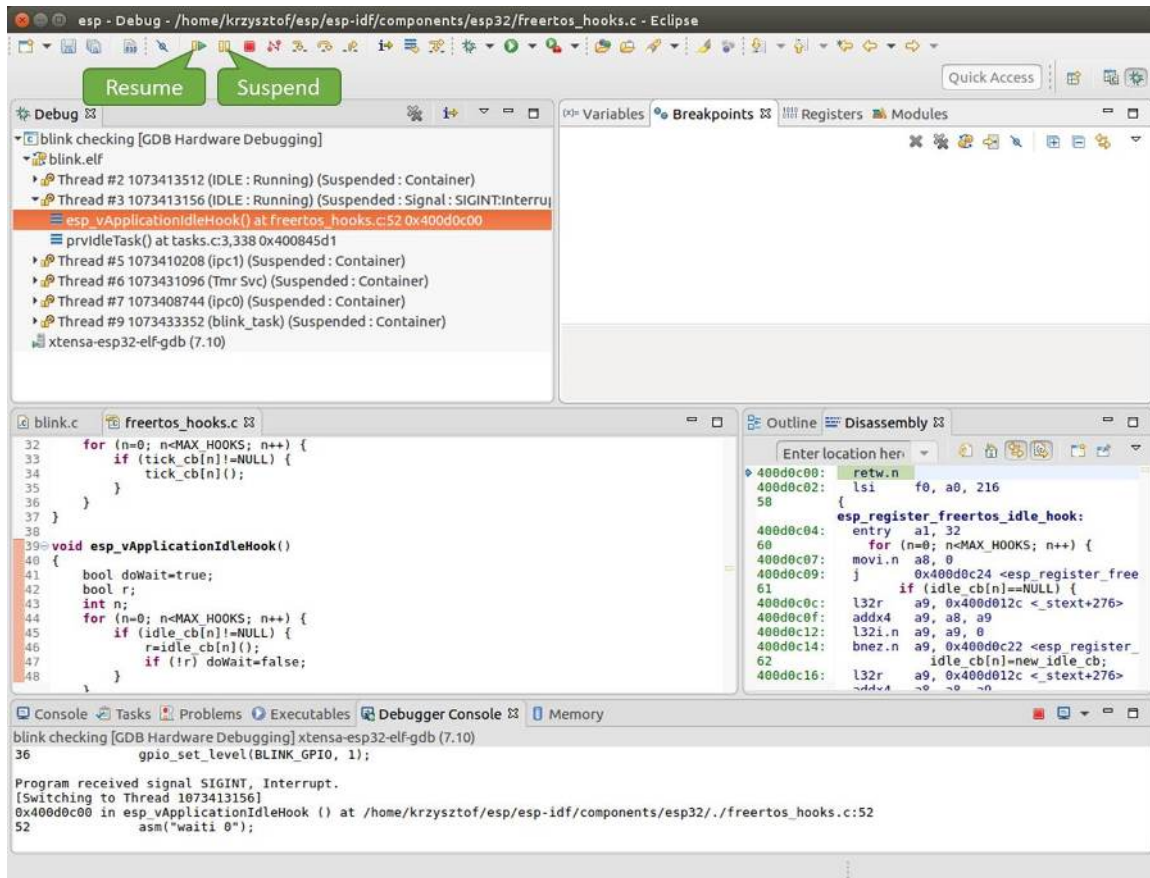 esp - Debug - /home/krzysztof/esp/esp-idf/components/esp32/freertos_hooks.c - Eclipse
Resume
Suspend
Quick Access
Debug
blink checking [GDB Hardware Debugging]
blink.elf
Thread #2 1073413512 (IDLE : Running) (Suspended : Container)
Thread #3 1073413156 (IDLE : Running) (Suspended : Signal : SIGINT:Interru
esp_vApplicationIdleHook() at freertos_hooks.c:52 0x400d0c00
prvIdleTask() at tasks.c:3,338 0x400845d1
Thread #5 1073410208 (ipc1) (Suspended : Container)
Thread #6 1073431096 (Tmr Svc) (Suspended : Container)
Thread #7 1073408744 (ipc0) (Suspended : Container)
Thread #9 1073433352 (blink_task) (Suspended : Container)
xtensa-esp32-elf-gdb (7.10)
(x)= Variables Breakpoints Registers Modules
blink.c freertos_hooks.c
32 for (n=0; n<MAX_HOOKS; n++) {
33 if (tick_cb[n]!=NULL) {
34 tick_cb[n]();
35 }
36 }
37 }
38
39 void esp_vApplicationIdleHook()
40 {
41 bool doWait=true;
42 bool r;
43 int n;
44 for (n=0; n<MAX_HOOKS; n++) {
45 if (idle_cb[n]!=NULL) {
46 r=idle_cb[n]();
47 if (!r) doWait=false;
48 }
}
Outline Disassembly
Enter location her
400d0c00: retw.n
400d0c02: lsi f0, a0, 216
58 {
esp_register_freertos_idle_hook:
400d0c04: entry a1, 32
60 for (n=0; n<MAX_HOOKS; n++) {
400d0c07: movi.n a8, 0
400d0c09: j 0x400d0c24 <esp_register_free
61 if (idle_cb[n]==NULL) {
400d0c0c: l32r a9, 0x400d012c <_stext+276>
400d0c0f: addx4 a9, a8, a9
400d0c12: l32i.n a9, a9, 0
400d0c14: bnez.n a9, 0x400d0c22 <esp_register_
62 idle_cb[n]=new_idle_cb;
400d0c16: l32r a9, 0x400d012c <_stext+276>
Console Tasks Problems Executables Debugger Console Memory
blink checking [GDB Hardware Debugging] xtensa-esp32-elf-gdb (7.10)
36 gpio_set_level(BLINK_GPIO, 1);
Program received signal SIGINT, Interrupt.
[Switching to Thread 1073413156]
0x400d0c00 in esp_vApplicationIdleHook () at /home/krzysztof/esp/esp-idf/components/esp32/./freertos_hooks.c:52
52 asm("waiti 0");